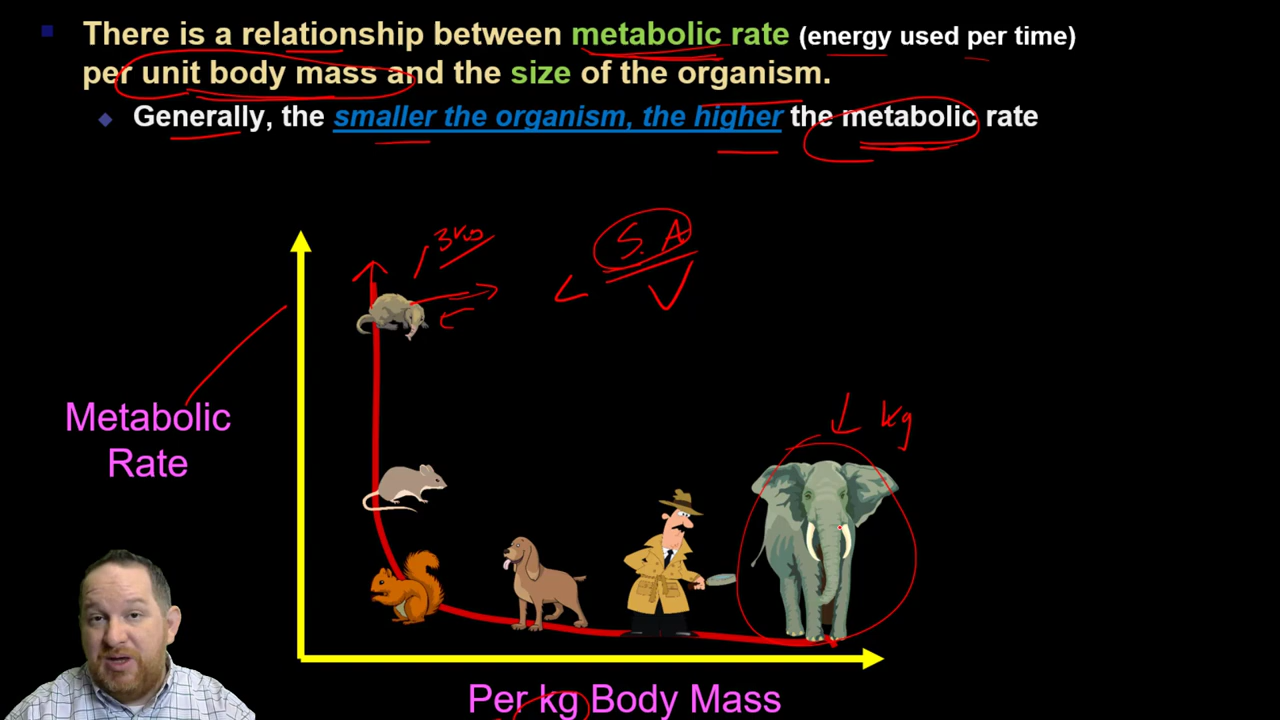 There is a relationship between metabolic rate (energy used per time)
per unit body mass and the size of the organism.
Generally, the smaller the organism, the higher the metabolic rate
S.A
kg
Metabolic
Rate
Per kg Body Mass